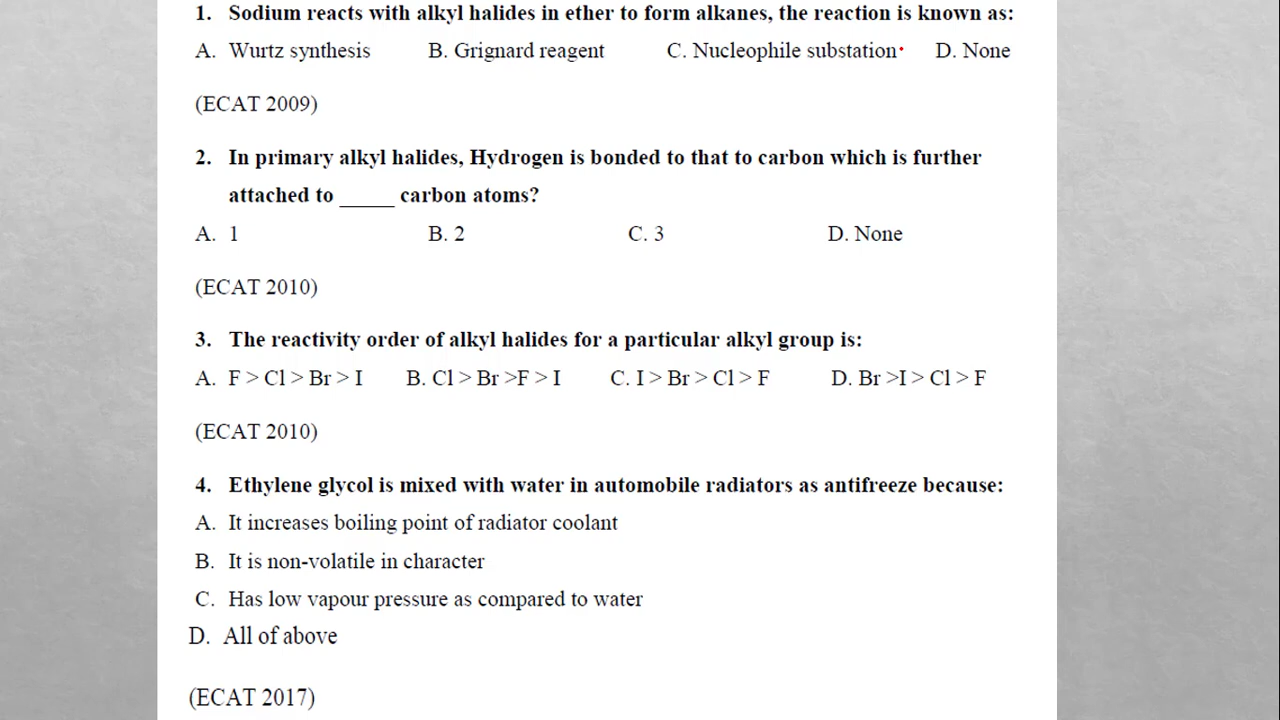 1. Sodium reacts with alkyl halides in ether to form alkanes, the reaction is known as:
A. Wurtz synthesis B. Grignard reagent C. Nucleophile substation D. None
(ECAT 2009)
2. In primary alkyl halides, Hydrogen is bonded to that to carbon which is further
attached to _____ carbon atoms?
A. 1 B. 2 C. 3 D. None
(ECAT 2010)
3. The reactivity order of alkyl halides for a particular alkyl group is:
A. F > Cl > Br > I B. Cl > Br >F > I C. I > Br > Cl > F D. Br >I > Cl > F
(ECAT 2010)
4. Ethylene glycol is mixed with water in automobile radiators as antifreeze because:
A. It increases boiling point of radiator coolant
B. It is non-volatile in character
C. Has low vapour pressure as compared to water
D. All of above
(ECAT 2017)